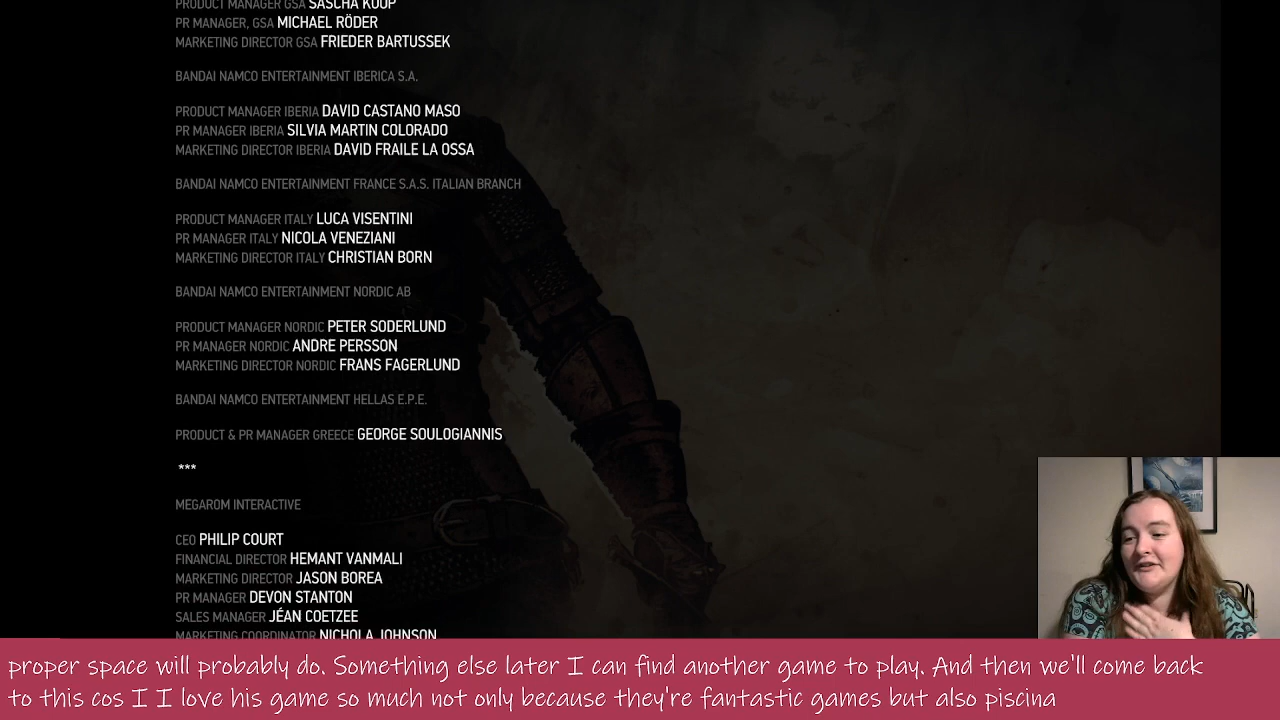 PRODUCT MANAGER GSA SASCHA KOOP
PR MANAGER, GSA MICHAEL RÖDER
MARKETING DIRECTOR GSA FRIEDER BARTUSSEK
BANDAI NAMCO ENTERTAINMENT IBERICA S.A.
PRODUCT MANAGER IBERIA DAVID CASTANO MASO
PR MANAGER IBERIA SILVIA MARTIN COLORADO
MARKETING DIRECTOR IBERIA DAVID FRAILE LA OSSA
BANDAI NAMCO ENTERTAINMENT FRANCE S.A.S. ITALIAN BRANCH
PRODUCT MANAGER ITALY LUCA VISENTINI
PR MANAGER ITALY NICOLA VENEZIANI
MARKETING DIRECTOR ITALY CHRISTIAN BORN
BANDAI NAMCO ENTERTAINMENT NORDIC AB
PRODUCT MANAGER NORDIC PETER SODERLUND
PR MANAGER NORDIC ANDRE PERSSON
MARKETING DIRECTOR NORDIC FRANS FAGERLUND
BANDAI NAMCO ENTERTAINMENT HELLAS E.P.E.
PRODUCT & PR MANAGER GREECE GEORGE SOULOGIANNIS
***
MEGAROM INTERACTIVE
CEO PHILIP COURT
FINANCIAL DIRECTOR HEMANT VANMALI
MARKETING DIRECTOR JASON BOREA
PR MANAGER DEVON STANTON
SALES MANAGER JÉAN COETZEE
MARKETING COORDINATOR NICHOLA JOHNSON
proper space will probably do. Something else later I can find another game to play. And then we'll come back
to this cos I I love his game so much not only because they're fantastic games but also piscina